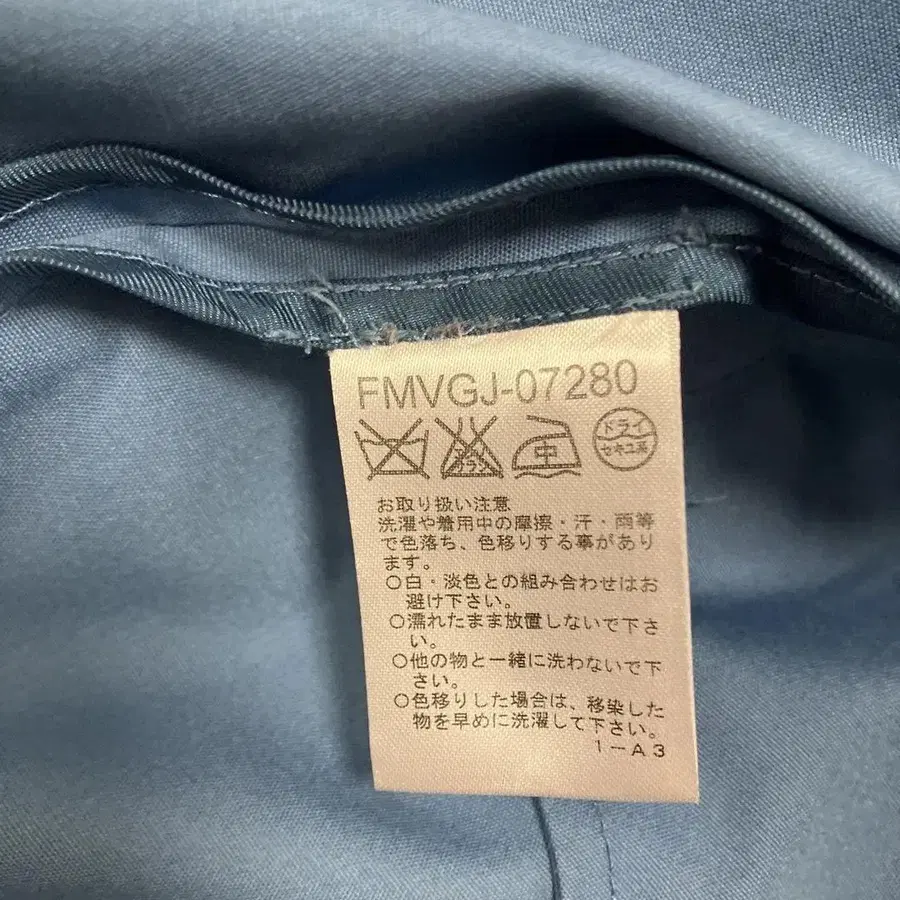 FMVGJ-07280
エンソ サラシ 中 ドライ セキユ系
お取り扱い注意
洗濯や着用中の摩擦・汗・雨等
で色落ち、色移りする事があり
ます。
○白・淡色との組み合わせはお
避け下さい。
○濡れたまま放置しないで下さ
い。
○他の物と一緒に洗わないで下
さい。
○色移りした場合は、移染した
物を早めに洗濯して下さい。
1-A3